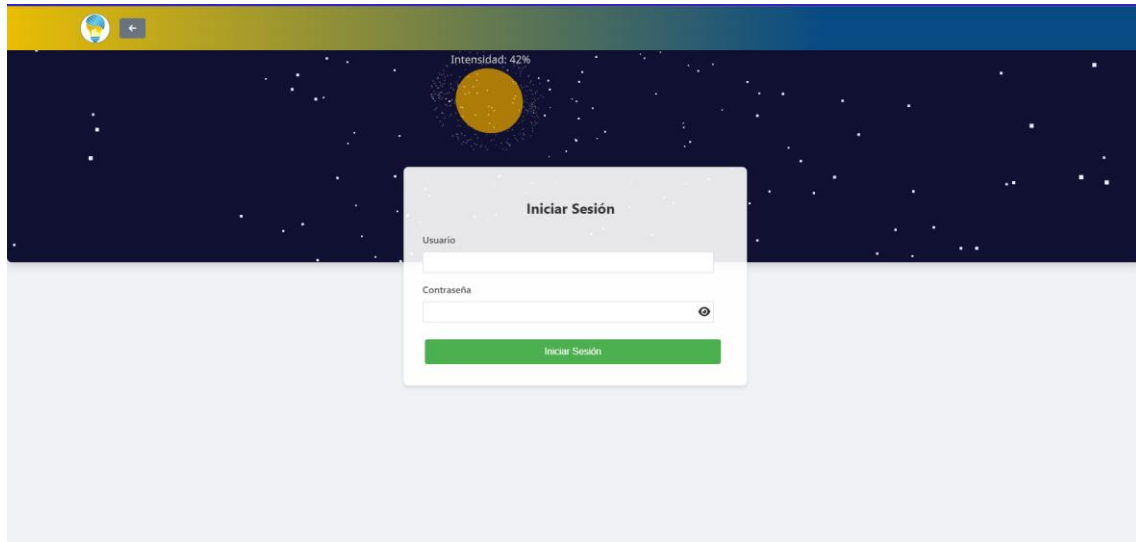 Intensidad: 42%
Iniciar Sesión
Usuario
Contraseña
Iniciar Sesión